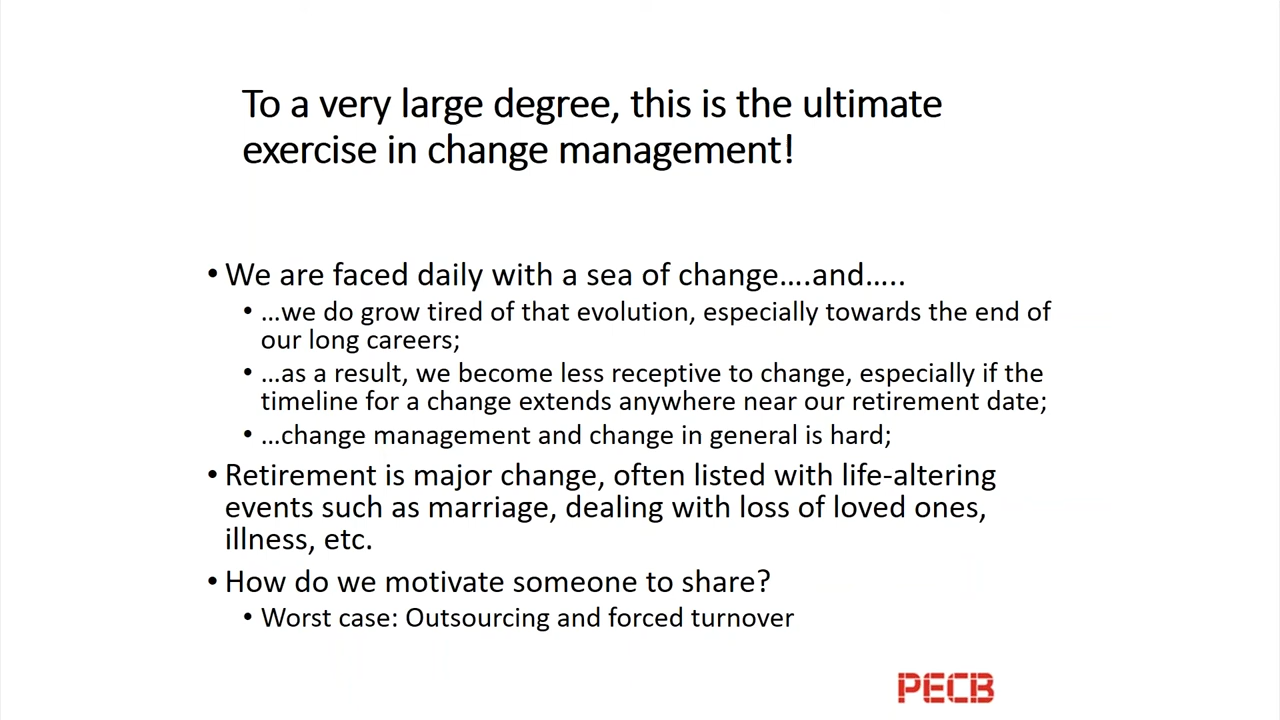 To a very large degree, this is the ultimate
exercise in change management!
• We are faced daily with a sea of change....and.....
• ...we do grow tired of that evolution, especially towards the end of
our long careers;
• ...as a result, we become less receptive to change, especially if the
timeline for a change extends anywhere near our retirement date;
• ...change management and change in general is hard;
• Retirement is major change, often listed with life-altering
events such as marriage, dealing with loss of loved ones,
illness, etc.
• How do we motivate someone to share?
• Worst case: Outsourcing and forced turnover
PECB